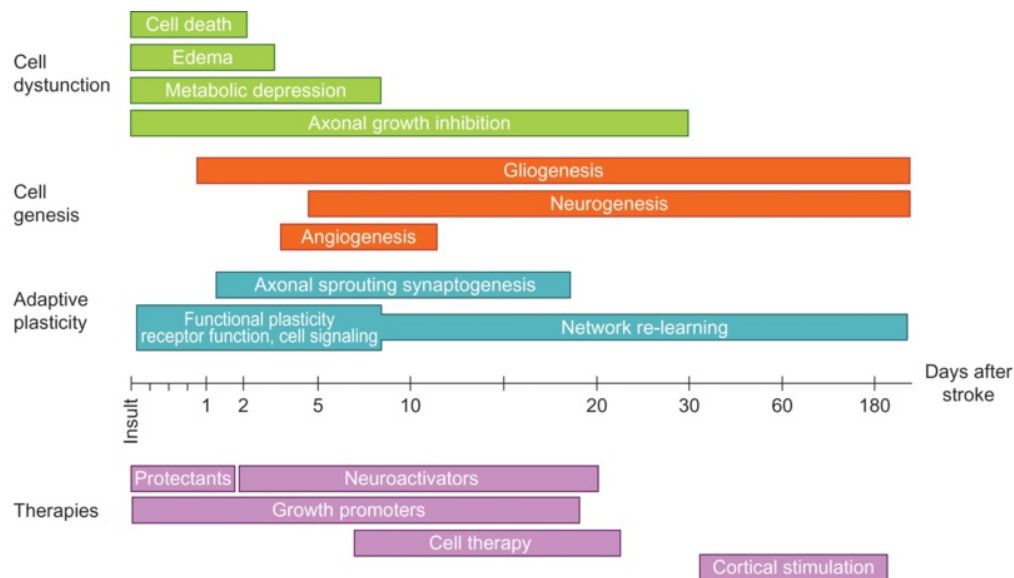 Cell death
Edema
Metabolic depression
Axonal growth inhibition
Cell
dystunction
Gliogenesis
Neurogenesis
Angiogenesis
Cell
genesis
Axonal sprouting synaptogenesis
Functional plasticity
receptor function, cell signaling
Network re-learning
Adaptive
plasticity
Insult 1 2 5 10 20 30 60 180
Days after
stroke
Protectants Neuroactivators
Growth promoters
Cell therapy
Cortical stimulation
Therapies